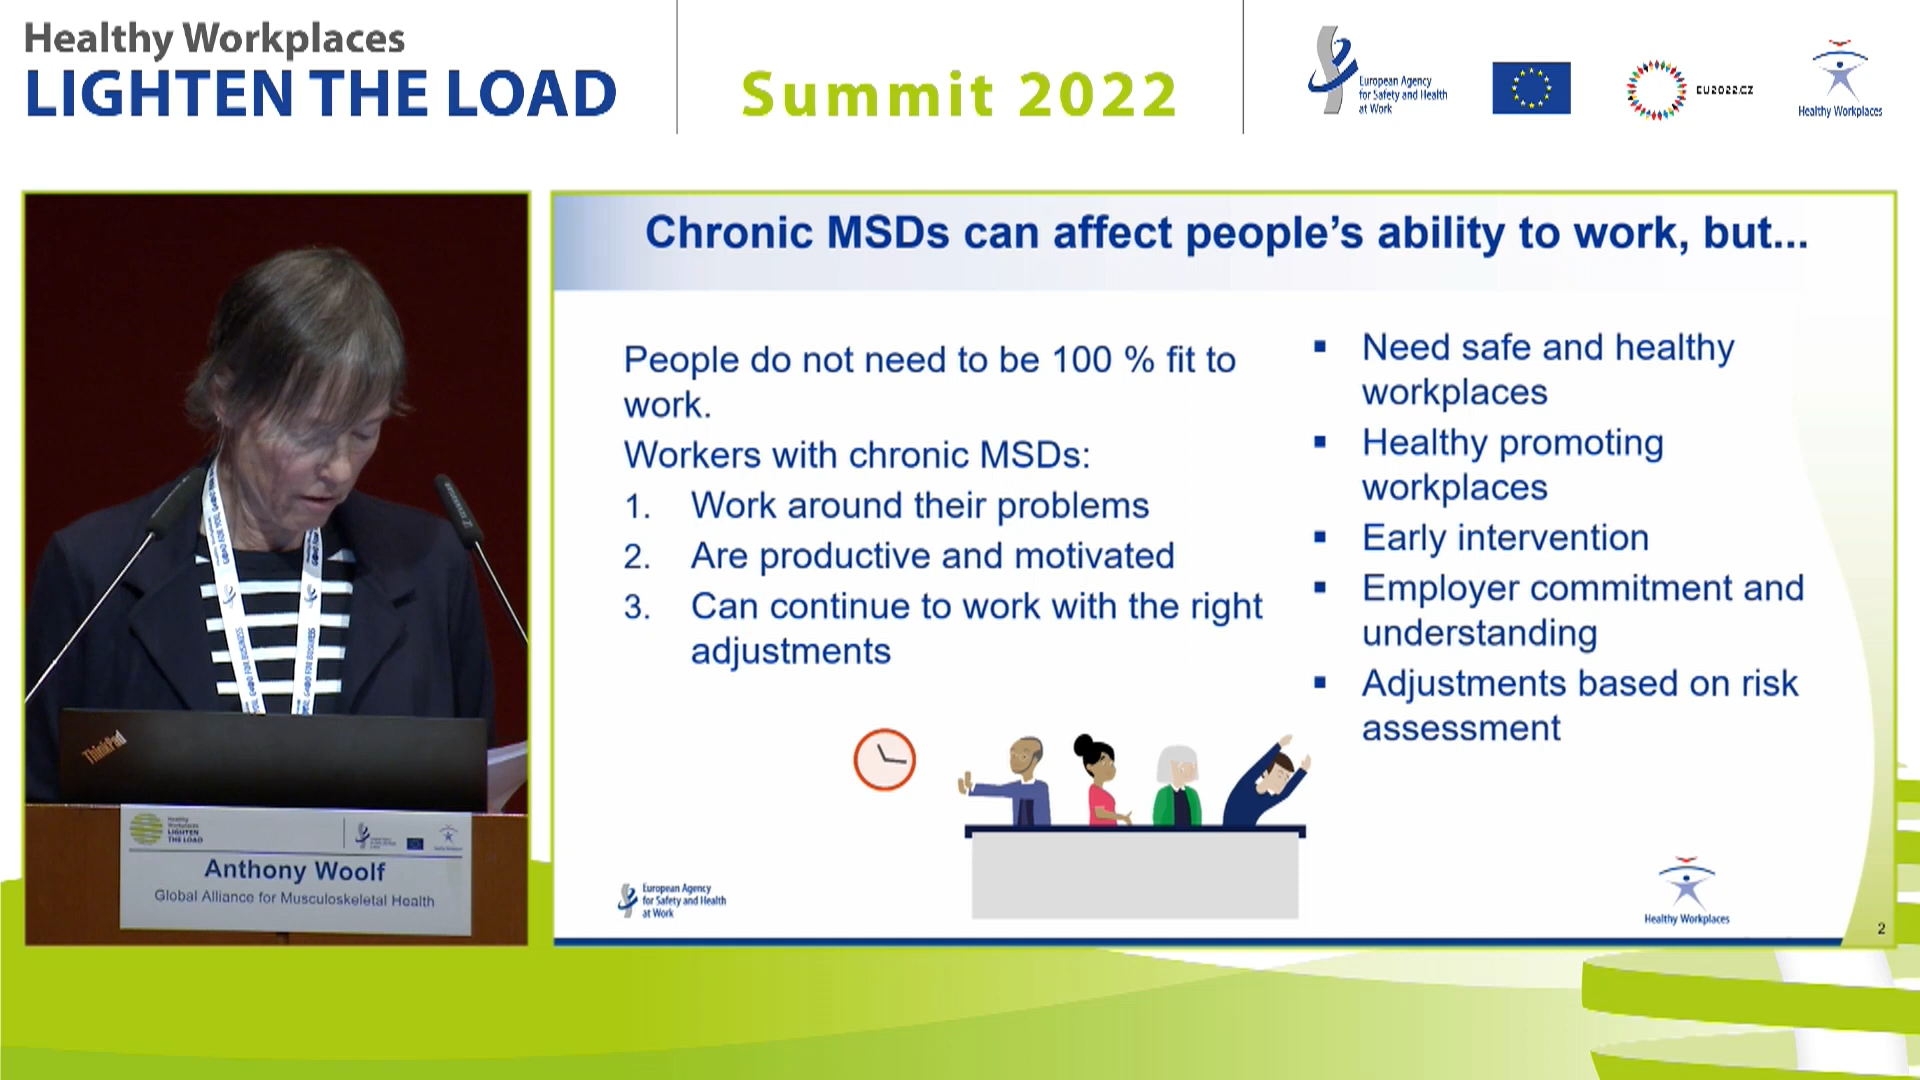 Healthy Workplaces
LIGHTEN THE LOAD
Summit 2022
European Agency
for Safety and Health
at Work
EU2022.CZ
Healthy Workplaces
Chronic MSDs can affect people's ability to work, but...
People do not need to be 100 % fit to
work.
Workers with chronic MSDs:
1. Work around their problems
2. Are productive and motivated
3. Can continue to work with the right
adjustments
▪ Need safe and healthy
workplaces
▪ Healthy promoting
workplaces
▪ Early intervention
▪ Employer commitment and
understanding
▪ Adjustments based on risk
assessment
European Agency
for Safety and Health
at Work
Healthy Workplaces
2
ThinkPad
Healthy
Workplaces
LIGHTEN
THE LOAD
Anthony Woolf
Global Alliance for Musculoskeletal Health